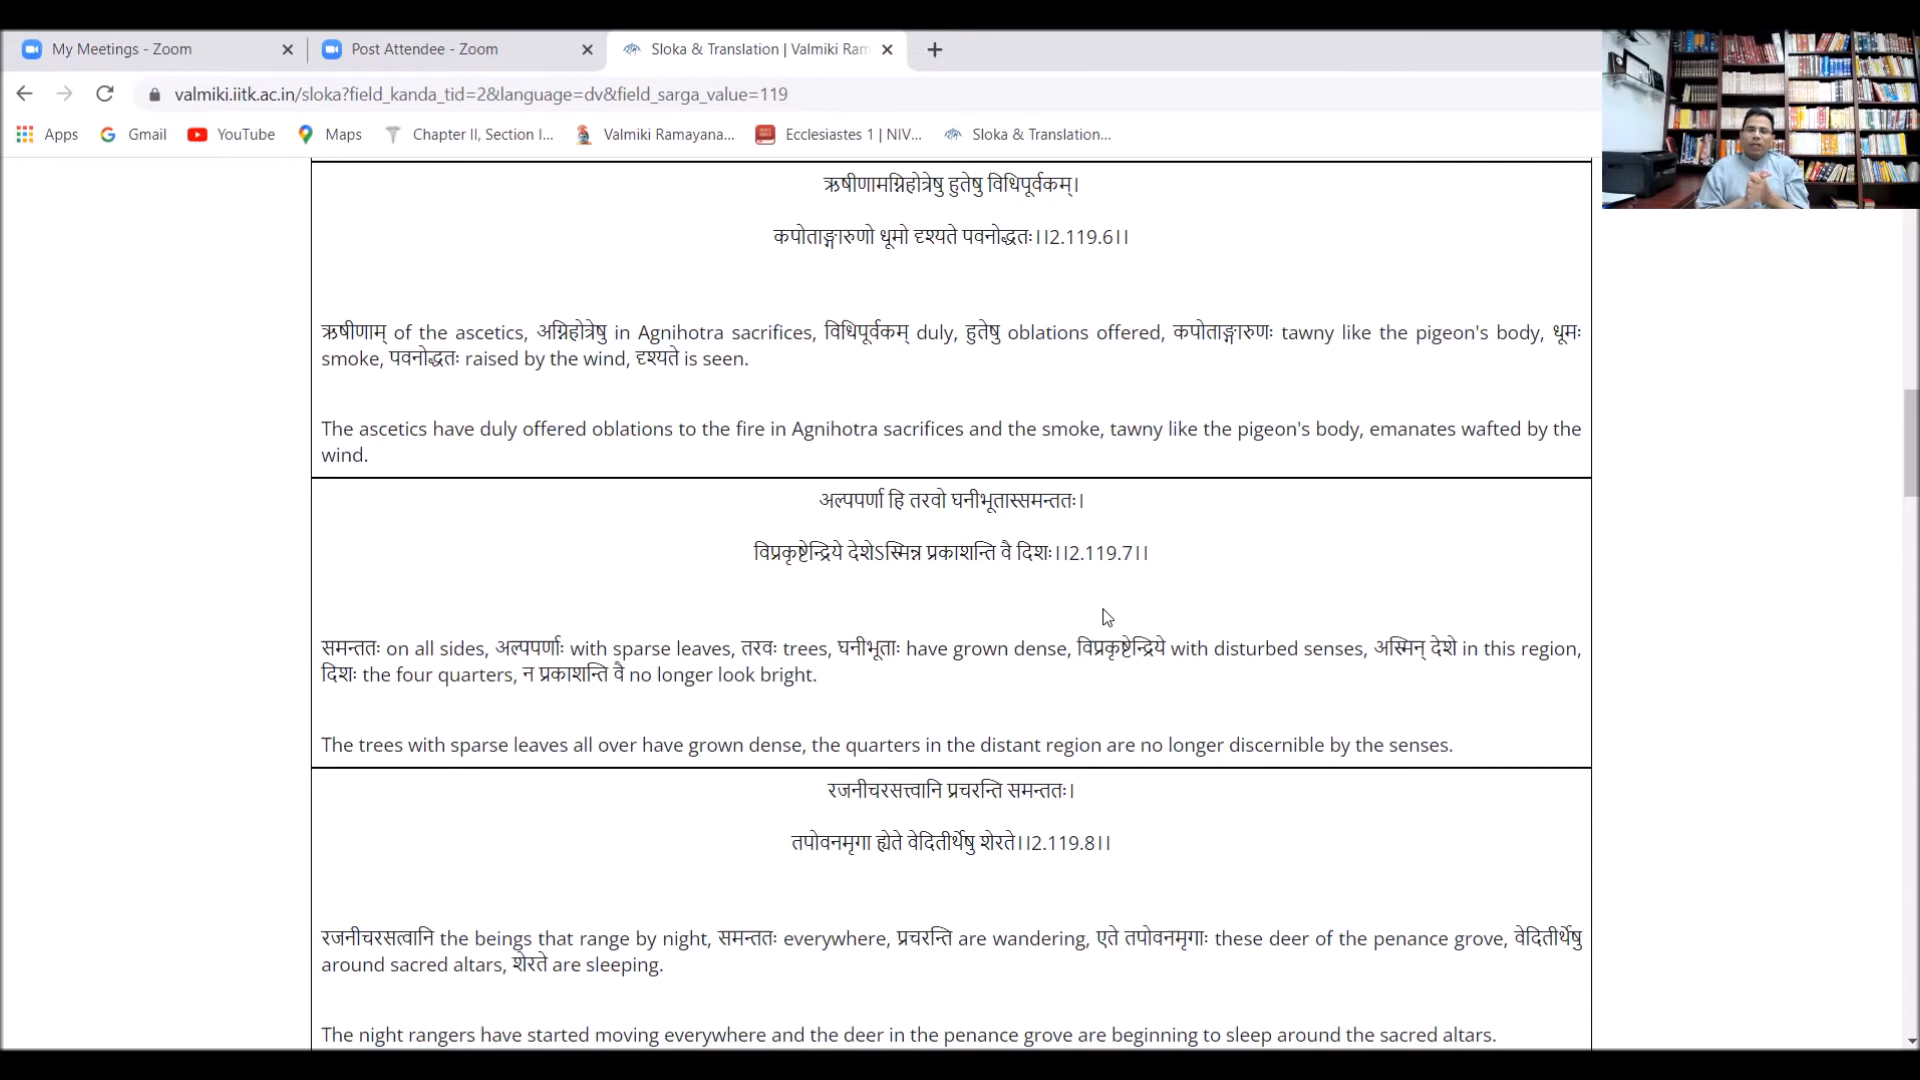 My Meetings - Zoom
Post Attendee - Zoom
Sloka & Translation | Valmiki Ram
valmiki.iitk.ac.in/sloka?field_kanda_tid=2&language=dv&field_sarga_value=119
Apps
Gmail
YouTube
Maps
Chapter II, Section I...
Valmiki Ramayana...
Ecclesiastes 1 | NIV...
Sloka & Translation...
ऋषीणामग्निहोत्रेषु हुतेषु विधिपूर्वकम्।
कपोताङ्गारुणो धूमो दृश्यते पवनोद्धतः।।2.119.6।।
ऋषीणाम् of the ascetics, अग्निहोत्रेषु in Agnihotra sacrifices, विधिपूर्वकम् duly, हुतेषु oblations offered, कपोताङ्गारुणः tawny like the pigeon's body, धूमः
smoke, पवनोद्धतः raised by the wind, दृश्यते is seen.
The ascetics have duly offered oblations to the fire in Agnihotra sacrifices and the smoke, tawny like the pigeon's body, emanates wafted by the
wind.
अल्पपर्णा हि तरवो घनीभूतास्समन्ततः।
विप्रकृष्टेन्द्रिये देशेऽस्मिन्न प्रकाशन्ति वै दिशः।।2.119.7।।
समन्ततः on all sides, अल्पपर्णाः with sparse leaves, तरवः trees, घनीभूताः have grown dense, विप्रकृष्टेन्द्रिये with disturbed senses, अस्मिन् देशे in this region,
दिशः the four quarters, न प्रकाशन्ति वै no longer look bright.
The trees with sparse leaves all over have grown dense, the quarters in the distant region are no longer discernible by the senses.
रजनीचरसत्त्वानि प्रचरन्ति समन्ततः।
तपोवनमृगा ह्येते वेदितीर्थेषु शेरते।।2.119.8।।
रजनीचरसत्वानि the beings that range by night, समन्ततः everywhere, प्रचरन्ति are wandering, एते तपोवनमृगाः these deer of the penance grove, वेदितीर्थेषु
around sacred altars, शेरते are sleeping.
The night rangers have started moving everywhere and the deer in the penance grove are beginning to sleep around the sacred altars.